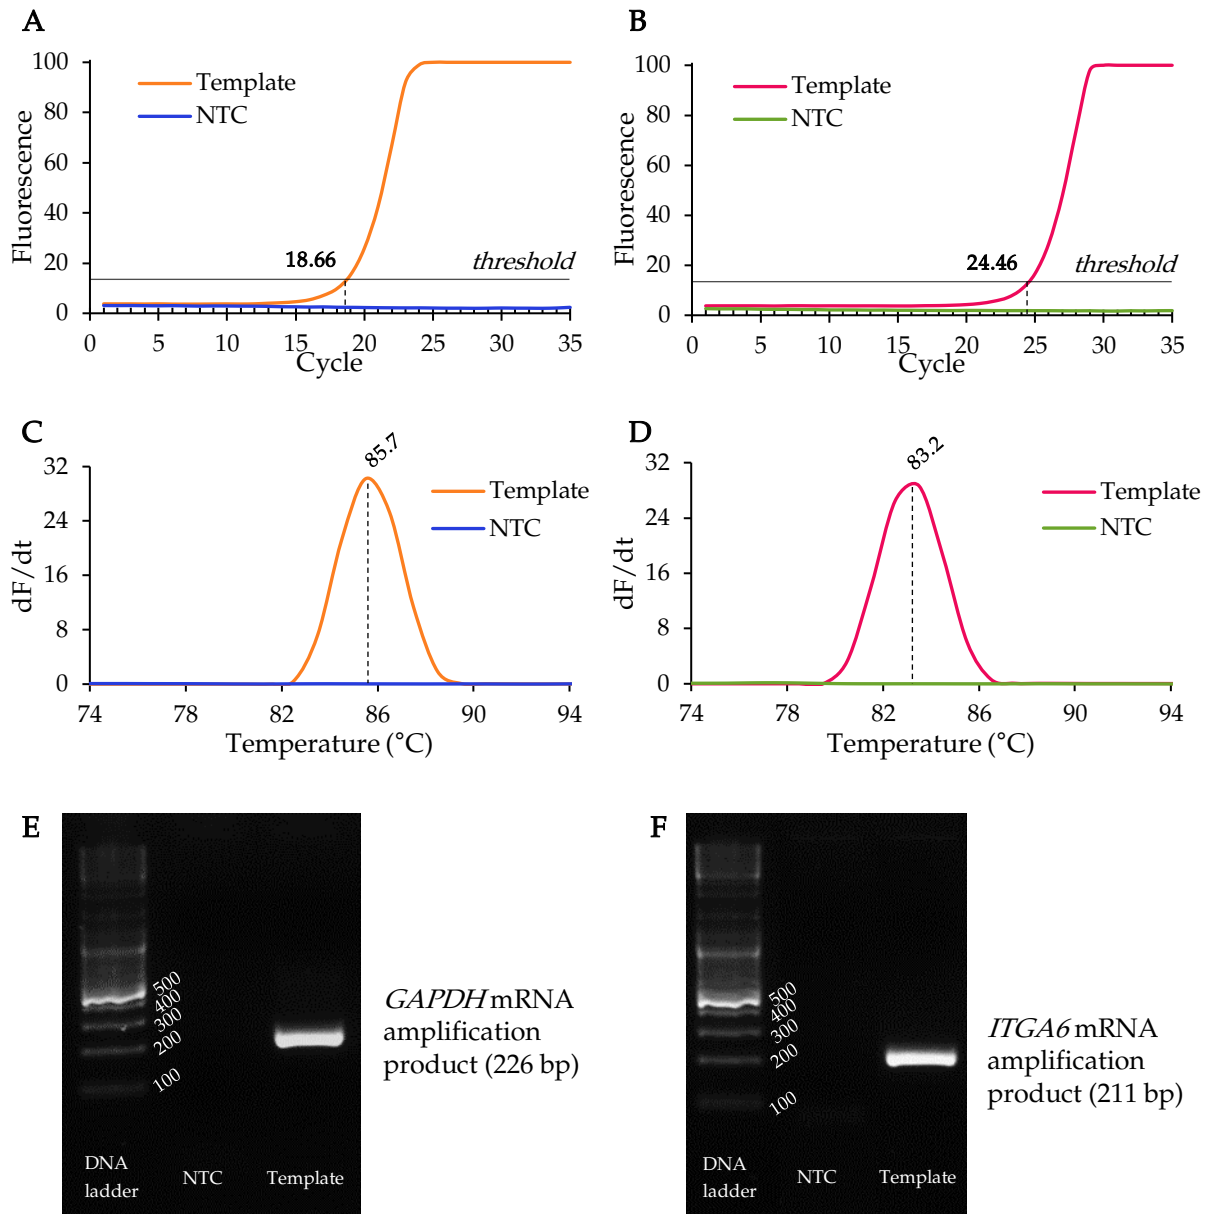 A
100
80
60
40
20
0
Fluorescence
Template
NTC
18.66
threshold
0 5 10 15 20 25 30 35
Cycle
B
100
80
60
40
20
0
Fluorescence
Template
NTC
24.46
threshold
0 5 10 15 20 25 30 35
Cycle
C
32
24
16
8
0
dF/dt
85.7
Template
NTC
74 78 82 86 90 94
Temperature (°C)
D
32
24
16
8
0
dF/dt
83.2
Template
NTC
74 78 82 86 90 94
Temperature (°C)
E
500
400
300
200
100
DNA
ladder
NTC
Template
GAPDH mRNA
amplification
product (226 bp)
F
500
400
300
200
100
DNA
ladder
NTC
Template
ITGA6 mRNA
amplification
product (211 bp)